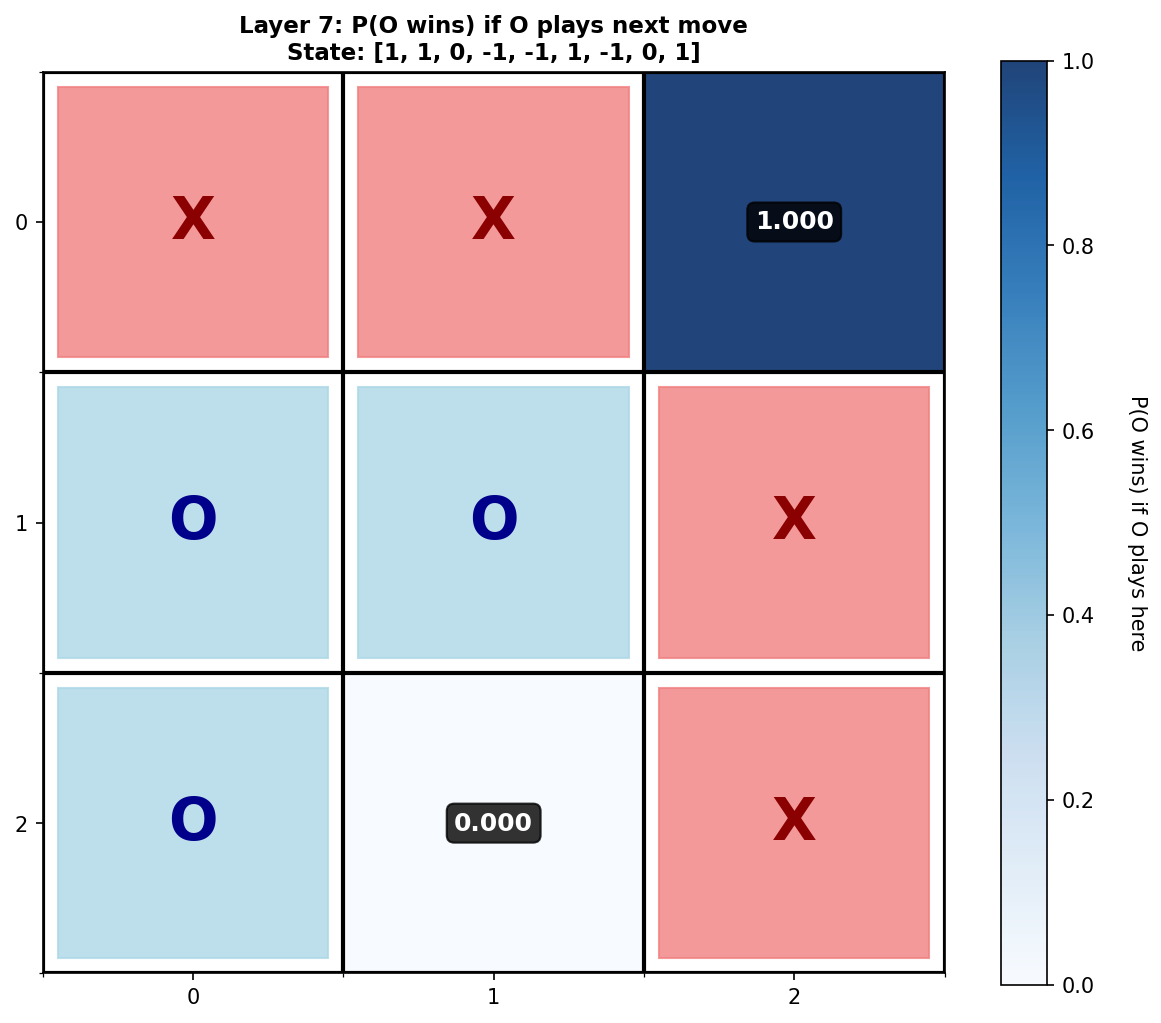 Layer 7: P(O wins) if O plays next move
State: [1, 1, 0, -1, -1, 1, -1, 0, 1]
X X 1.000
O O X
O 0.000 X
0
1
2
0 1 2
1.0
0.8
0.6
0.4
0.2
0.0
P(O wins) if O plays here